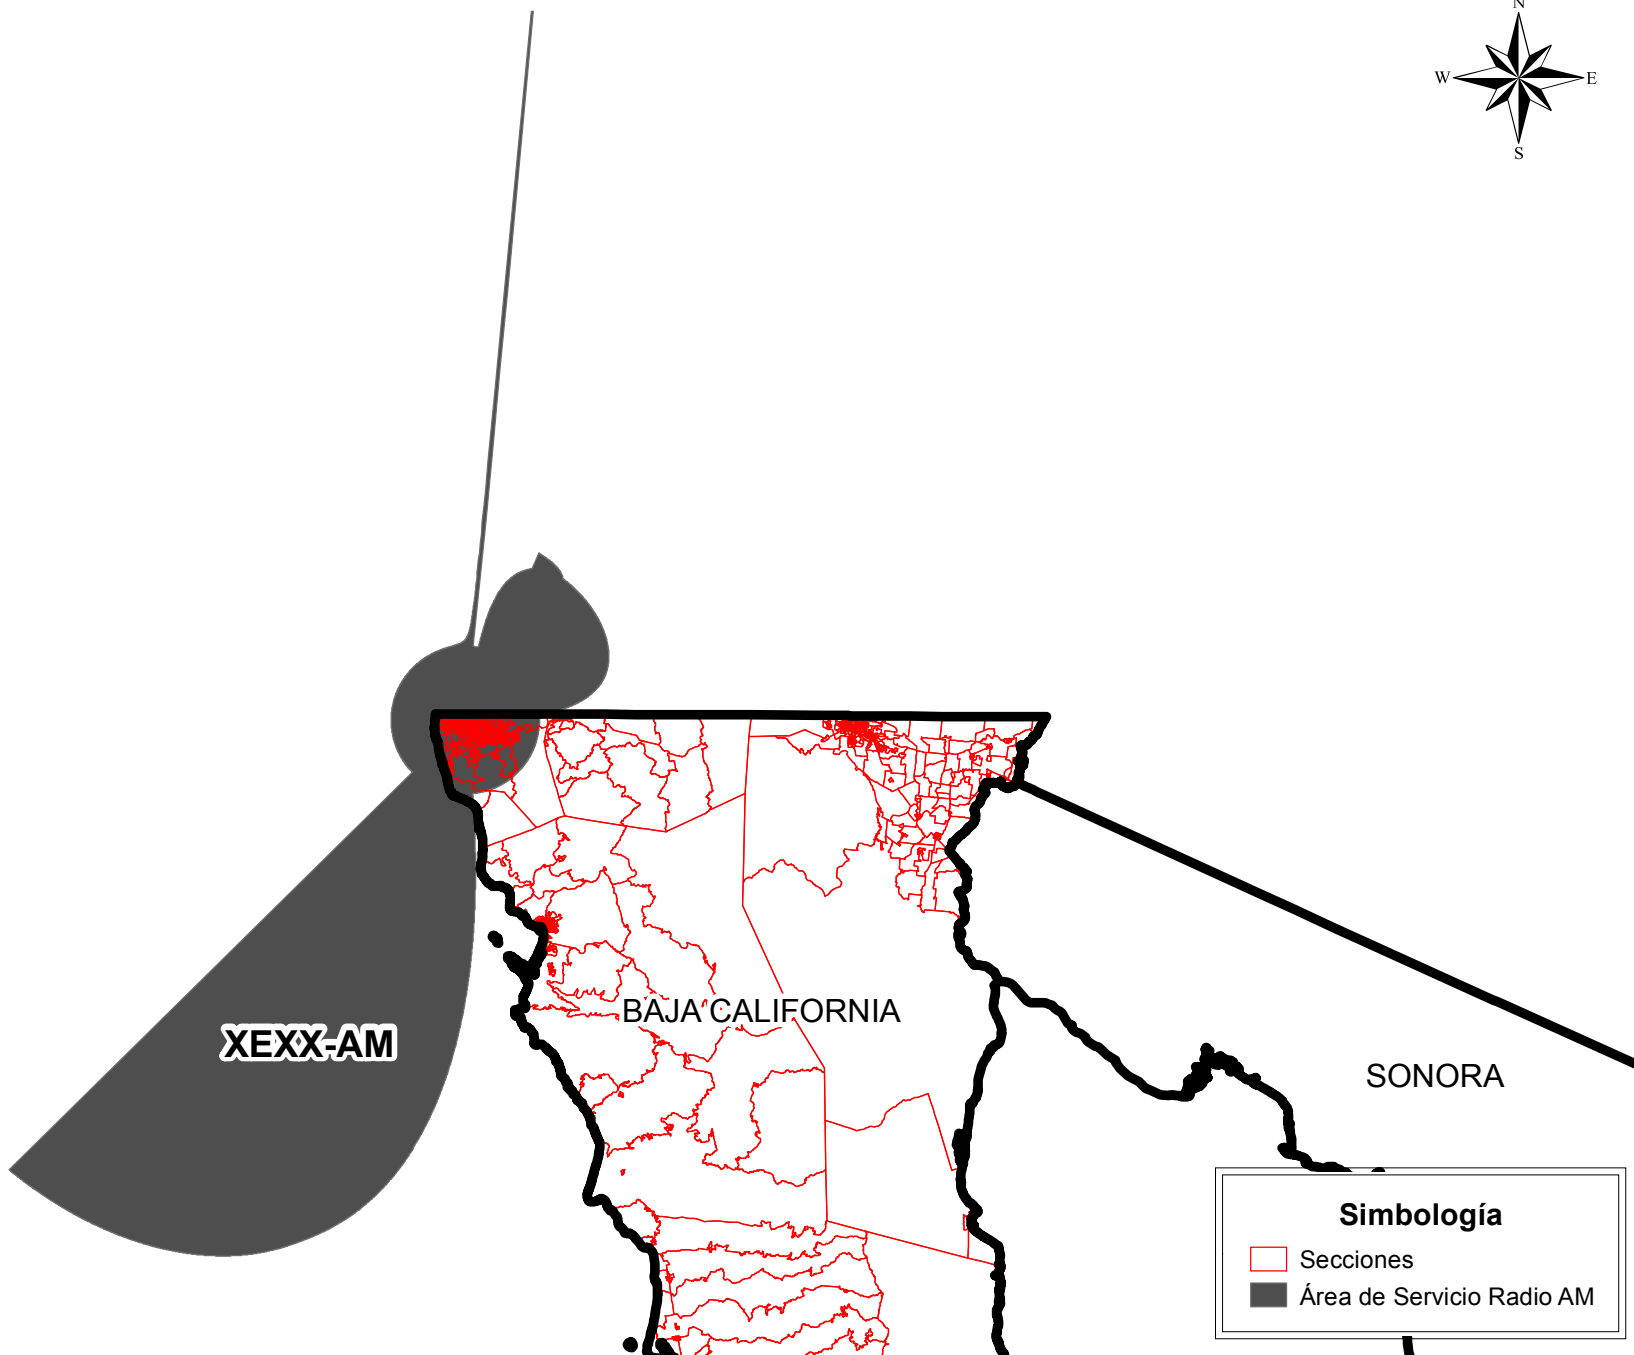 N
W
E
S
XEXX-AM
BAJA CALIFORNIA
SONORA
Simbología
Secciones
Área de Servicio Radio AM